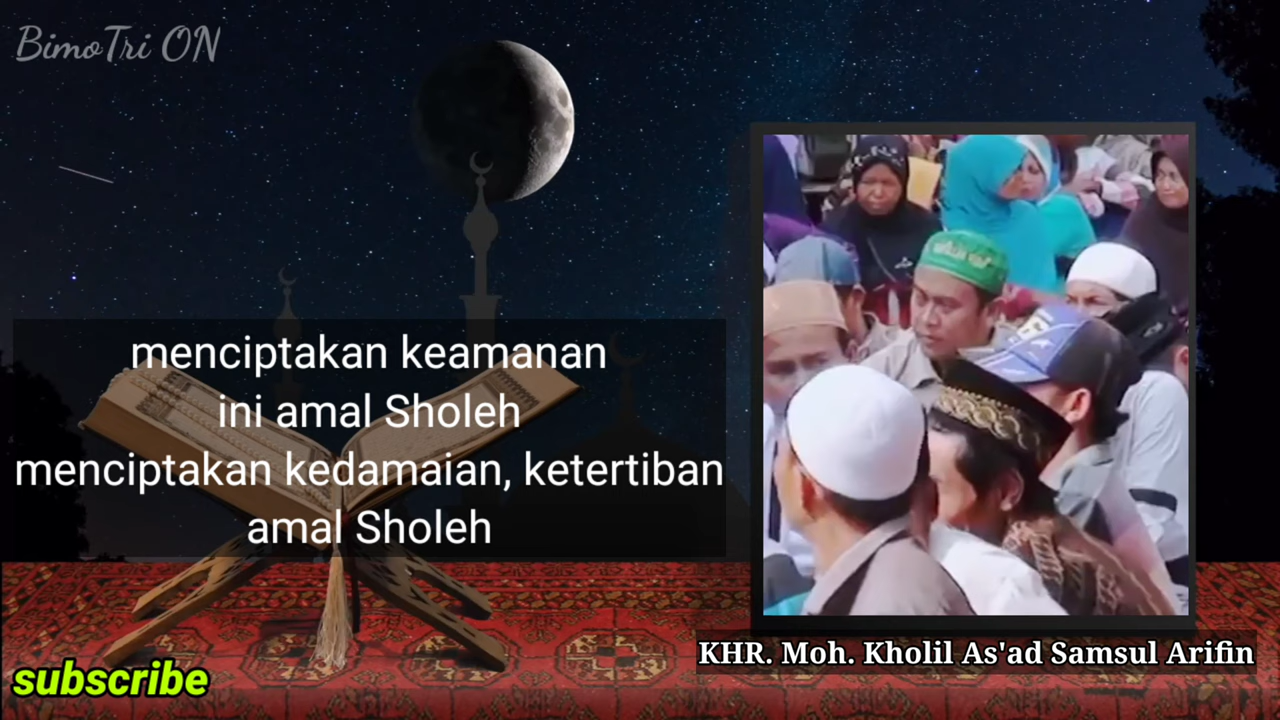 BimoTri ON
menciptakan keamanan
ini amal Sholeh
menciptakan kedamaian, ketertiban
amal Sholeh
KHR. Moh. Kholil As'ad Samsul Arifin
subscribe